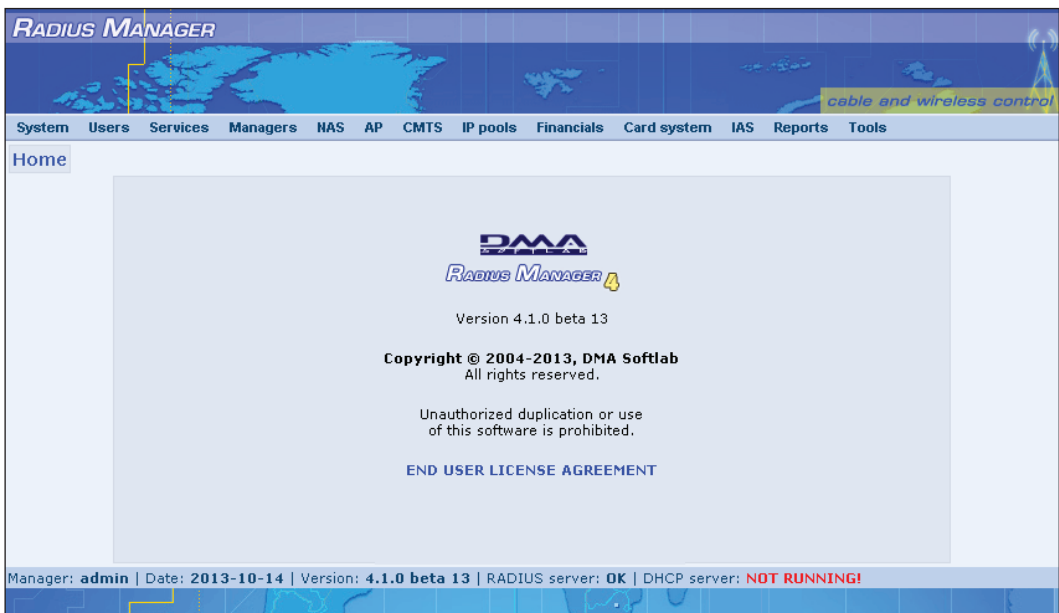 RADIUS MANAGER
cable and wireless control
System Users Services Managers NAS AP CMTS IP pools Financials Card system IAS Reports Tools
Home
DMA
SOFTLAB
RADIUS MANAGER 4
Version 4.1.0 beta 13
Copyright © 2004-2013, DMA Softlab
All rights reserved.
Unauthorized duplication or use
of this software is prohibited.
END USER LICENSE AGREEMENT
Manager: admin | Date: 2013-10-14 | Version: 4.1.0 beta 13 | RADIUS server: OK | DHCP server: NOT RUNNING!